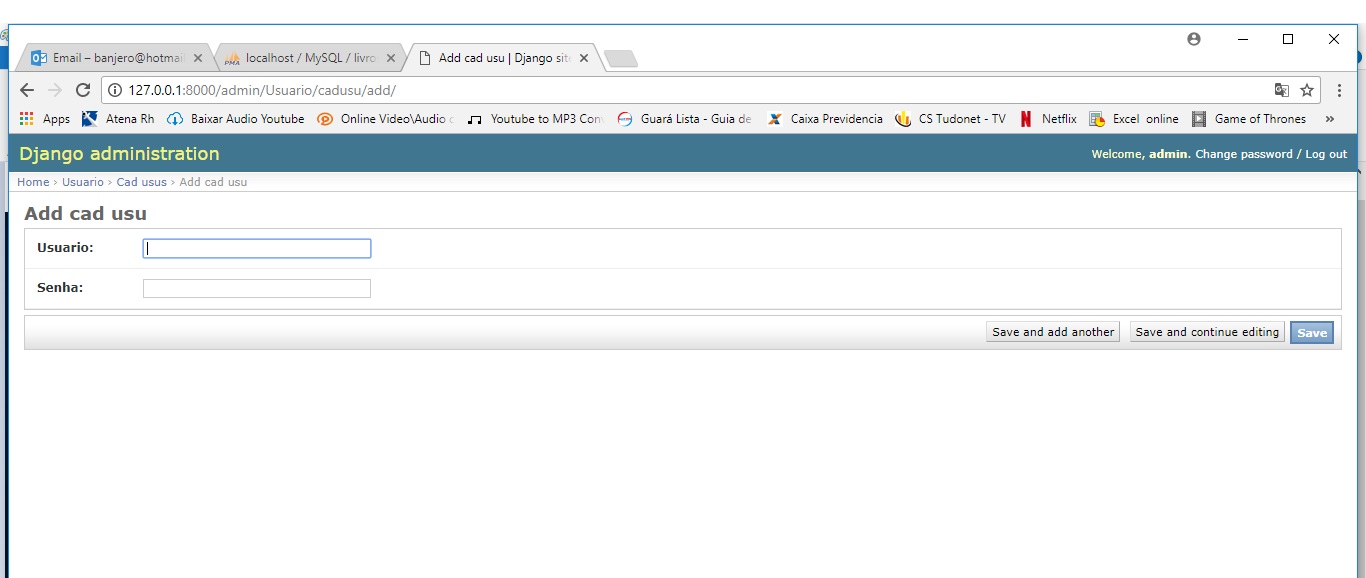 Email – banjero@hotmai
localhost / MySQL / livro
Add cad usu | Django site
127.0.0.1:8000/admin/Usuario/cadusu/add/
Apps Atena Rh Baixar Audio Youtube Online Video\Audio c Youtube to MP3 Con Guará Lista - Guia de Caixa Previdencia CS Tudonet - TV Netflix Excel online Game of Thrones »
Django administration
Welcome, admin. Change password / Log out
Home › Usuario › Cad usus › Add cad usu
Add cad usu
Usuario:
Senha:
Save and add another Save and continue editing Save